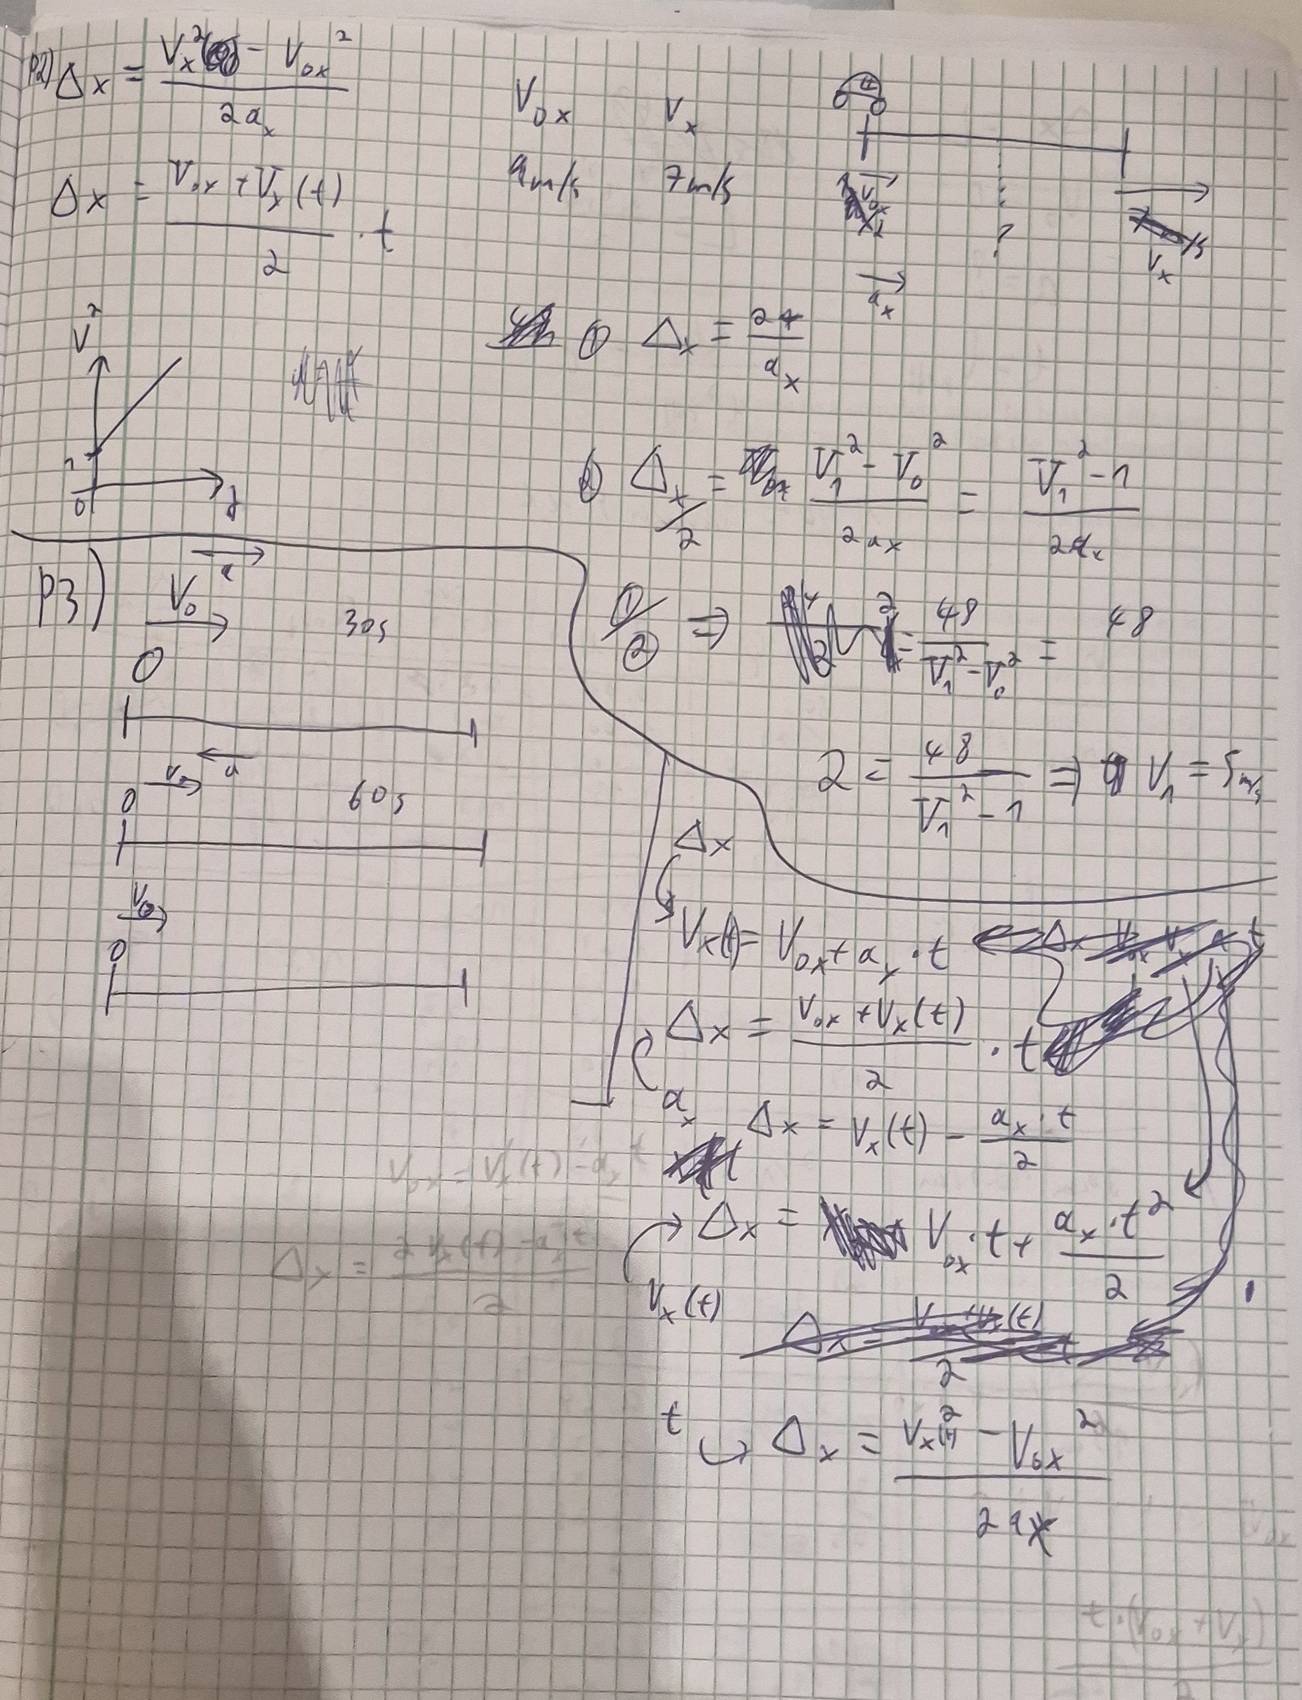 P2) Δx = (Vx² - V0x²) / 2ax
V0x Vx
1m/s 7m/s
Δx = (V0x + Vx(t)) / 2 · t
V0x
?
Vx
ax
V²
1
0
① Δx = 24 / ax
② Δx/2 = (V1² - V0²) / 2ax = (V1² - 1) / 2ax
①/② ⇒ 2 = 48 / (V1² - V0²) = 48
2 = 48 / (V1² - 1) ⇒ V1 = 5m/s
P3)
a
V0 30s
a
V0 60s
0
V0
0
Δx
Vx(t) = V0x + ax · t
Δx = (V0x + Vx(t)) / 2 · t
ax Δx = Vx(t) - (ax · t) / 2
Δx = V0x · t + (ax · t²) / 2
Vx(t)
t Δx = (Vx(t)² - V0x²) / 2ax